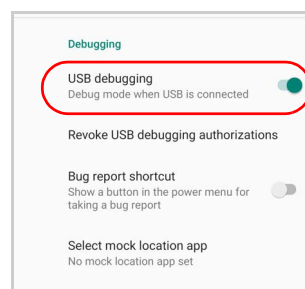 Debugging
USB debugging
Debug mode when USB is connected
Revoke USB debugging authorizations
Bug report shortcut
Show a button in the power menu for
taking a bug report
Select mock location app
No mock location app set